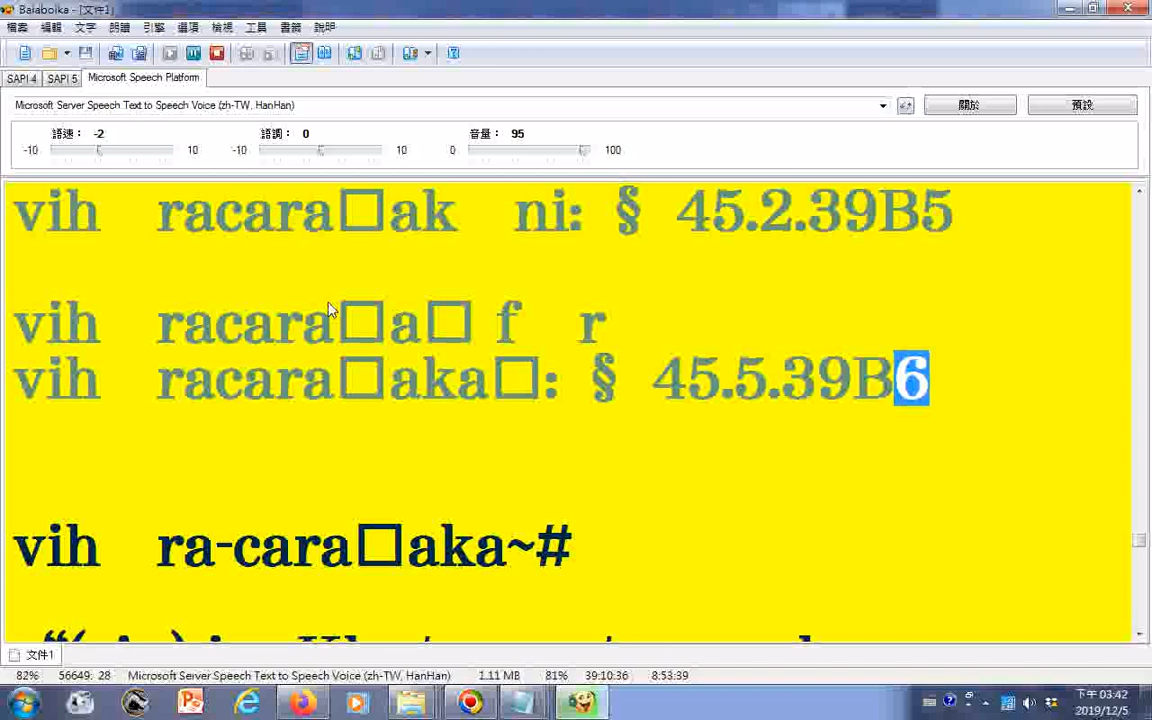 Balabolka - [文件1]
檔案 編輯 文字 朗讀 引擎 選項 檢視 工具 書籤 說明
SAPI 4 SAPI 5 Microsoft Speech Platform
Microsoft Server Speech Text to Speech Voice (zh-TW, HanHan) 關於 預設
語速： -2 語調： 0 音量： 95
-10 10 -10 10 0 100
vih racara□ak ni: § 45.2.39B5
vih racara□a□ f r
vih racara□aka□: § 45.5.39B6
vih ra-cara□aka~#
文件1
82% 56649: 28 Microsoft Server Speech Text to Speech Voice (zh-TW, HanHan) 1.11 MB 81% 39:10:36 8:53:39
下午 03:42
2019/12/5